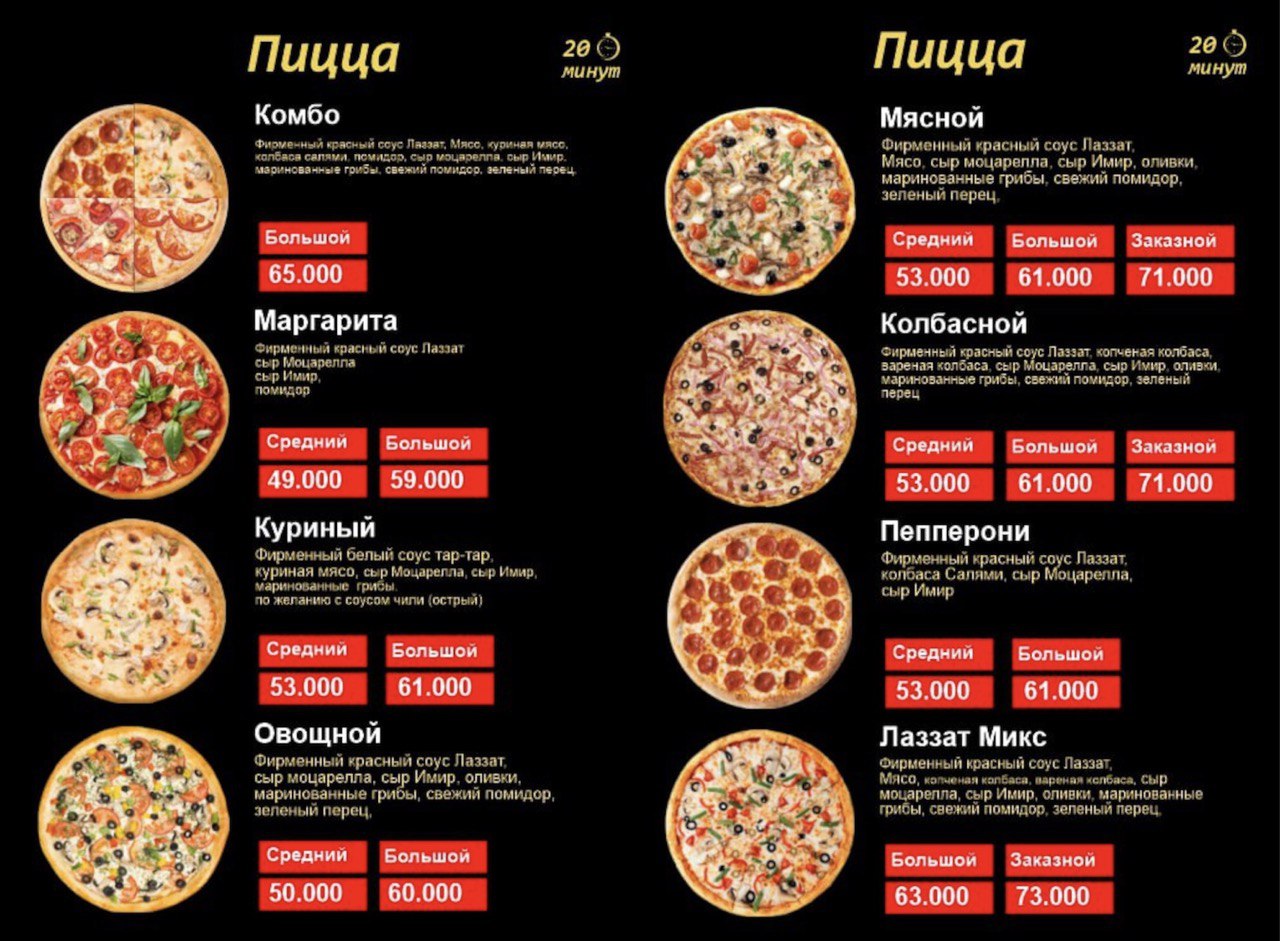 Пицца
20
минут
Комбо
Фирменный красный соус Лаззат, Мясо, куриная мясо,
колбаса салями, помидор, сыр моцарелла, сыр Имир.
маринованные грибы, свежий помидор, зеленый перец,
Большой
65.000
Маргарита
Фирменный красный соус Лаззат
сыр Моцарелла
сыр Имир,
помидор
Средний Большой
49.000 59.000
Куриный
Фирменный белый соус тар-тар,
куриная мясо, сыр Моцарелла, сыр Имир,
маринованные грибы.
по желанию с соусом чили (острый)
Средний Большой
53.000 61.000
Овощной
Фирменный красный соус Лаззат,
сыр моцарелла, сыр Имир, оливки,
маринованные грибы, свежий помидор,
зеленый перец,
Средний Большой
50.000 60.000
Пицца
20
минут
Мясной
Фирменный красный соус Лаззат,
Мясо, сыр моцарелла, сыр Имир, оливки,
маринованные грибы, свежий помидор,
зеленый перец,
Средний Большой Заказной
53.000 61.000 71.000
Колбасной
Фирменный красный соус Лаззат, копченая колбаса,
вареная колбаса, сыр Моцарелла, сыр Имир, оливки,
маринованные грибы, свежий помидор, зеленый
перец
Средний Большой Заказной
53.000 61.000 71.000
Пепперони
Фирменный красный соус Лаззат,
колбаса Салями, сыр Моцарелла,
сыр Имир
Средний Большой
53.000 61.000
Лаззат Микс
Фирменный красный соус Лаззат,
Мясо, копченая колбаса, вареная колбаса, сыр
моцарелла, сыр Имир, оливки, маринованные
грибы, свежий помидор, зеленый перец,
Большой Заказной
63.000 73.000